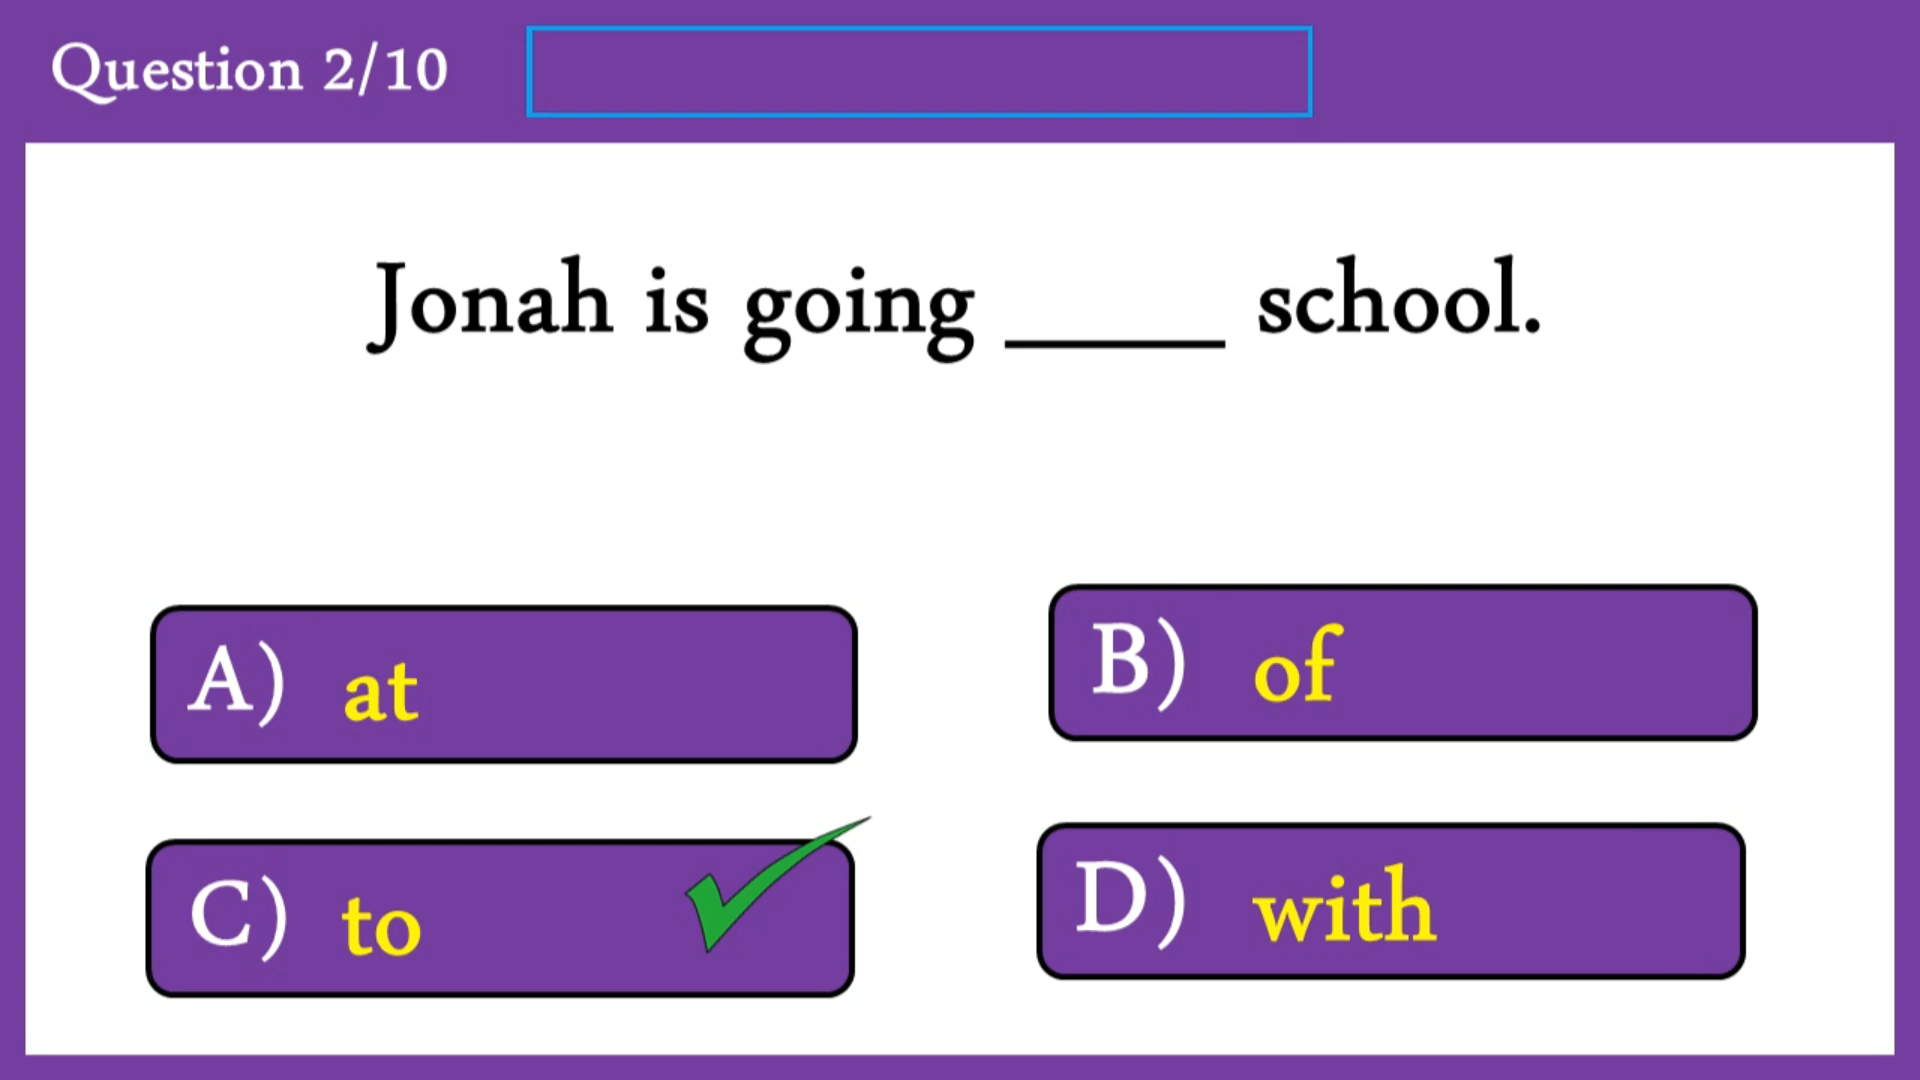 Question 2/10
Jonah is going ____ school.
A) at
B) of
C) to
D) with